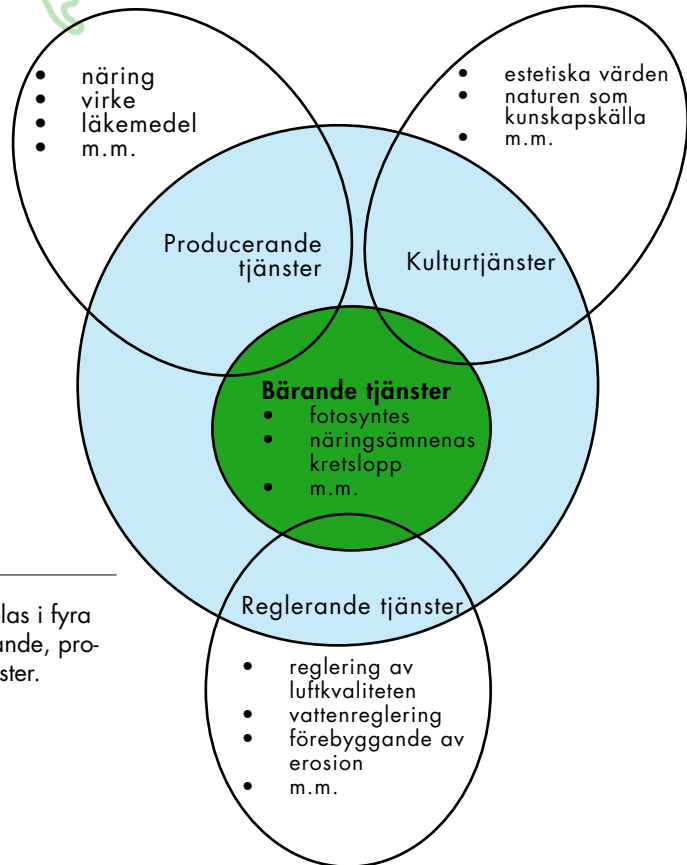 • näring
• virke
• läkemedel
• m.m.
• estetiska värden
• naturen som
kunskapskälla
• m.m.
Producerande
tjänster
Kulturtjänster
Bärande tjänster
• fotosyntes
• näringsämnenas
kretslopp
• m.m.
Reglerande tjänster
• reglering av
luftkvaliteten
• vattenreglering
• förebyggande av
erosion
• m.m.
las i fyra
ande, pro-
ster.